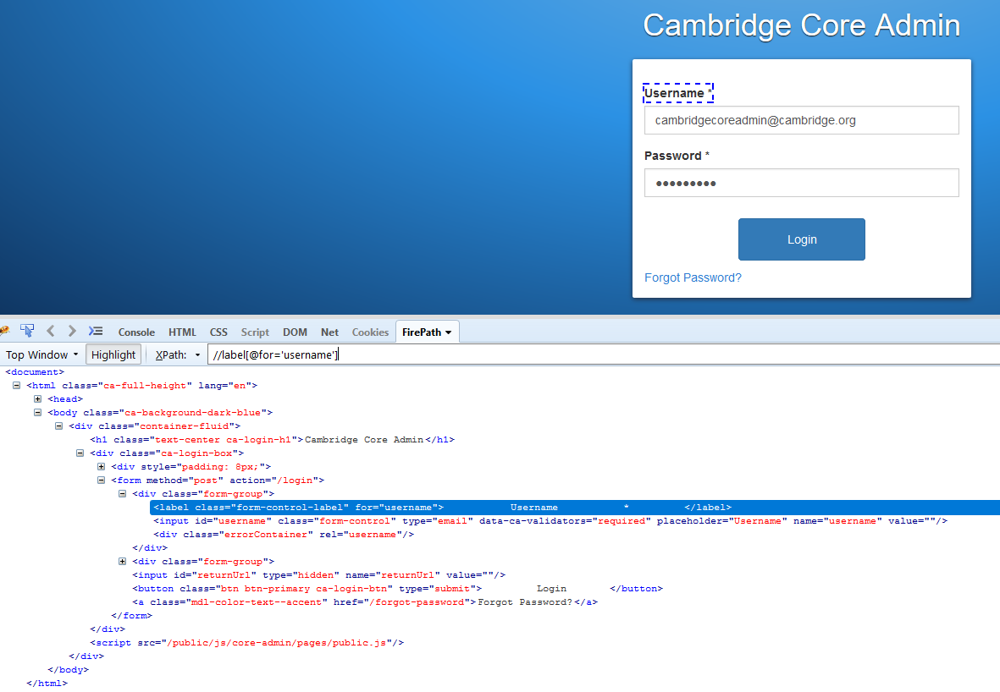 Cambridge Core Admin
Username *
cambridgecoreadmin@cambridge.org
Password *
●●●●●●●●●
Login
Forgot Password?
Console HTML CSS Script DOM Net Cookies FirePath
Top Window Highlight XPath: //label[@for='username']
<document>
<html class="ca-full-height" lang="en">
<head>
<body class="ca-background-dark-blue">
<div class="container-fluid">
<h1 class="text-center ca-login-h1">Cambridge Core Admin</h1>
<div class="ca-login-box">
<div style="padding: 8px;">
<form method="post" action="/login">
<div class="form-group">
<label class="form-control-label" for="username"> Username * </label>
<input id="username" class="form-control" type="email" data-ca-validators="required" placeholder="Username" name="username" value=""/>
<div class="errorContainer" rel="username"/>
</div>
<div class="form-group">
<input id="returnUrl" type="hidden" name="returnUrl" value=""/>
<button class="btn btn-primary ca-login-btn" type="submit"> Login </button>
<a class="mdl-color-text--accent" href="/forgot-password">Forgot Password?</a>
</form>
</div>
<script src="/public/js/core-admin/pages/public.js"/>
</div>
</body>
</html>